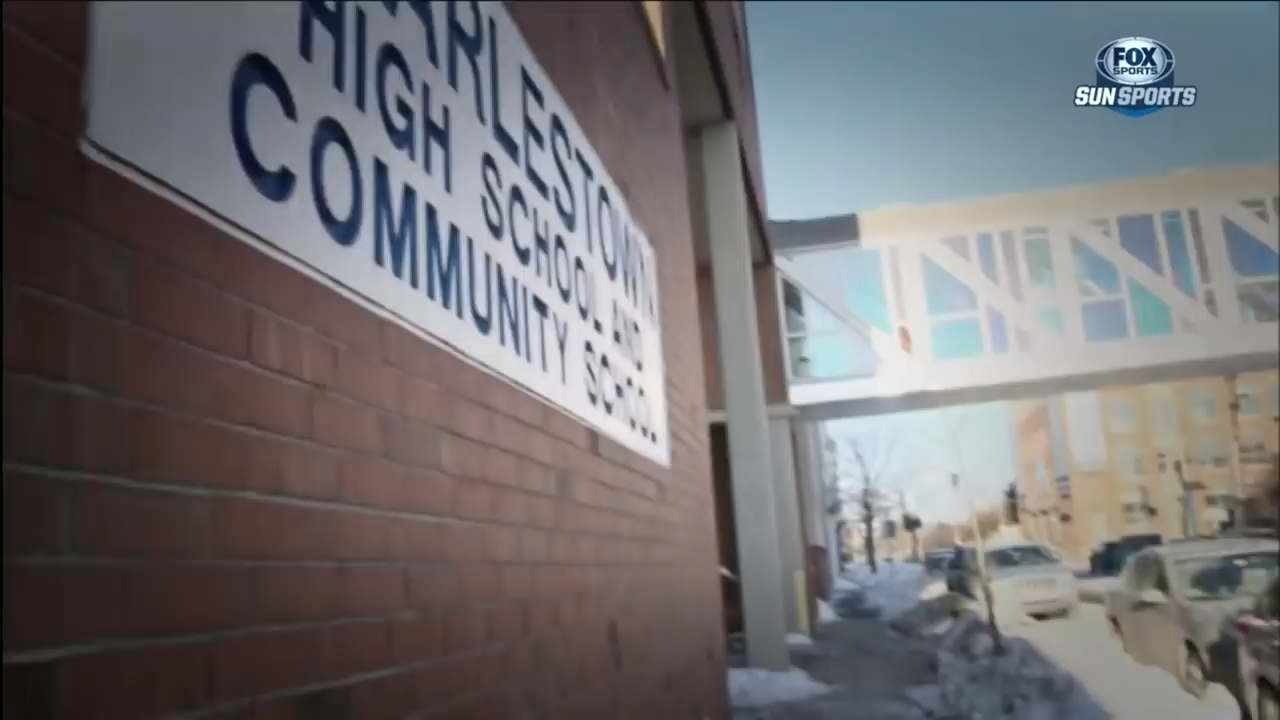 ARLESTOWN
HIGH SCHOOL AND
COMMUNITY SCHOOL
FOX
SPORTS
SUN SPORTS